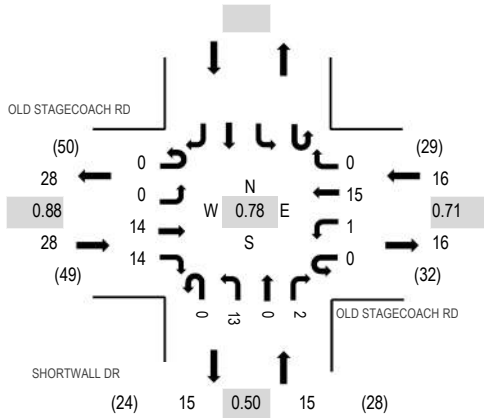 OLD STAGECOACH RD
(50) 0 0 (29)
28 0 N 15 16
0.88 W 0.78 E 0.71
28 14 S 1 16
14 0
(49) (32)
0 13 0 2
OLD STAGECOACH RD
SHORTWALL DR
(24) 15 0.50 15 (28)